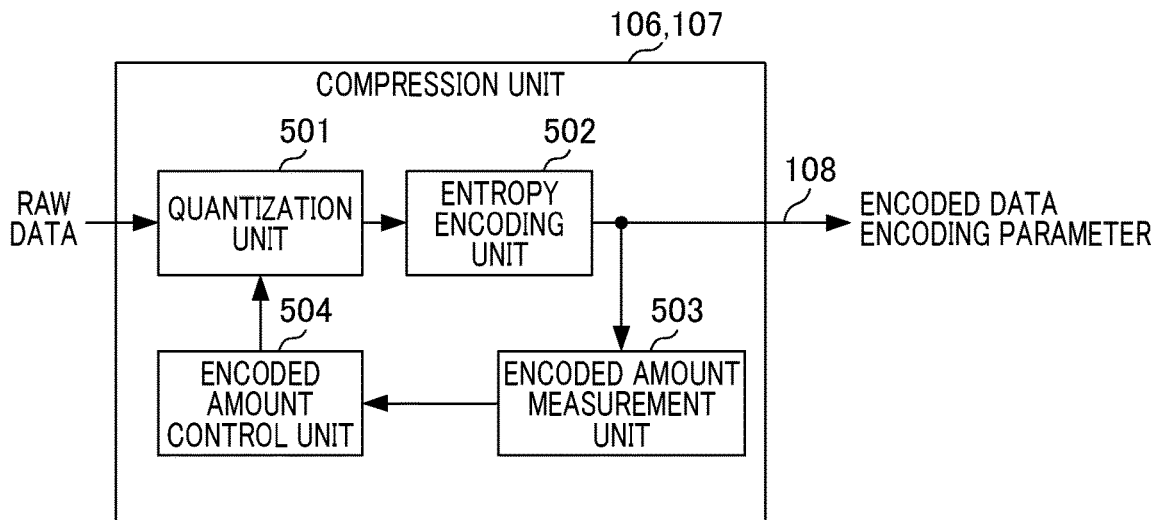 106,107
COMPRESSION UNIT
501
502
108
RAW
DATA
QUANTIZATION
UNIT
ENTROPY
ENCODING
UNIT
ENCODED DATA
ENCODING PARAMETER
504
503
ENCODED
AMOUNT
CONTROL UNIT
ENCODED AMOUNT
MEASUREMENT
UNIT